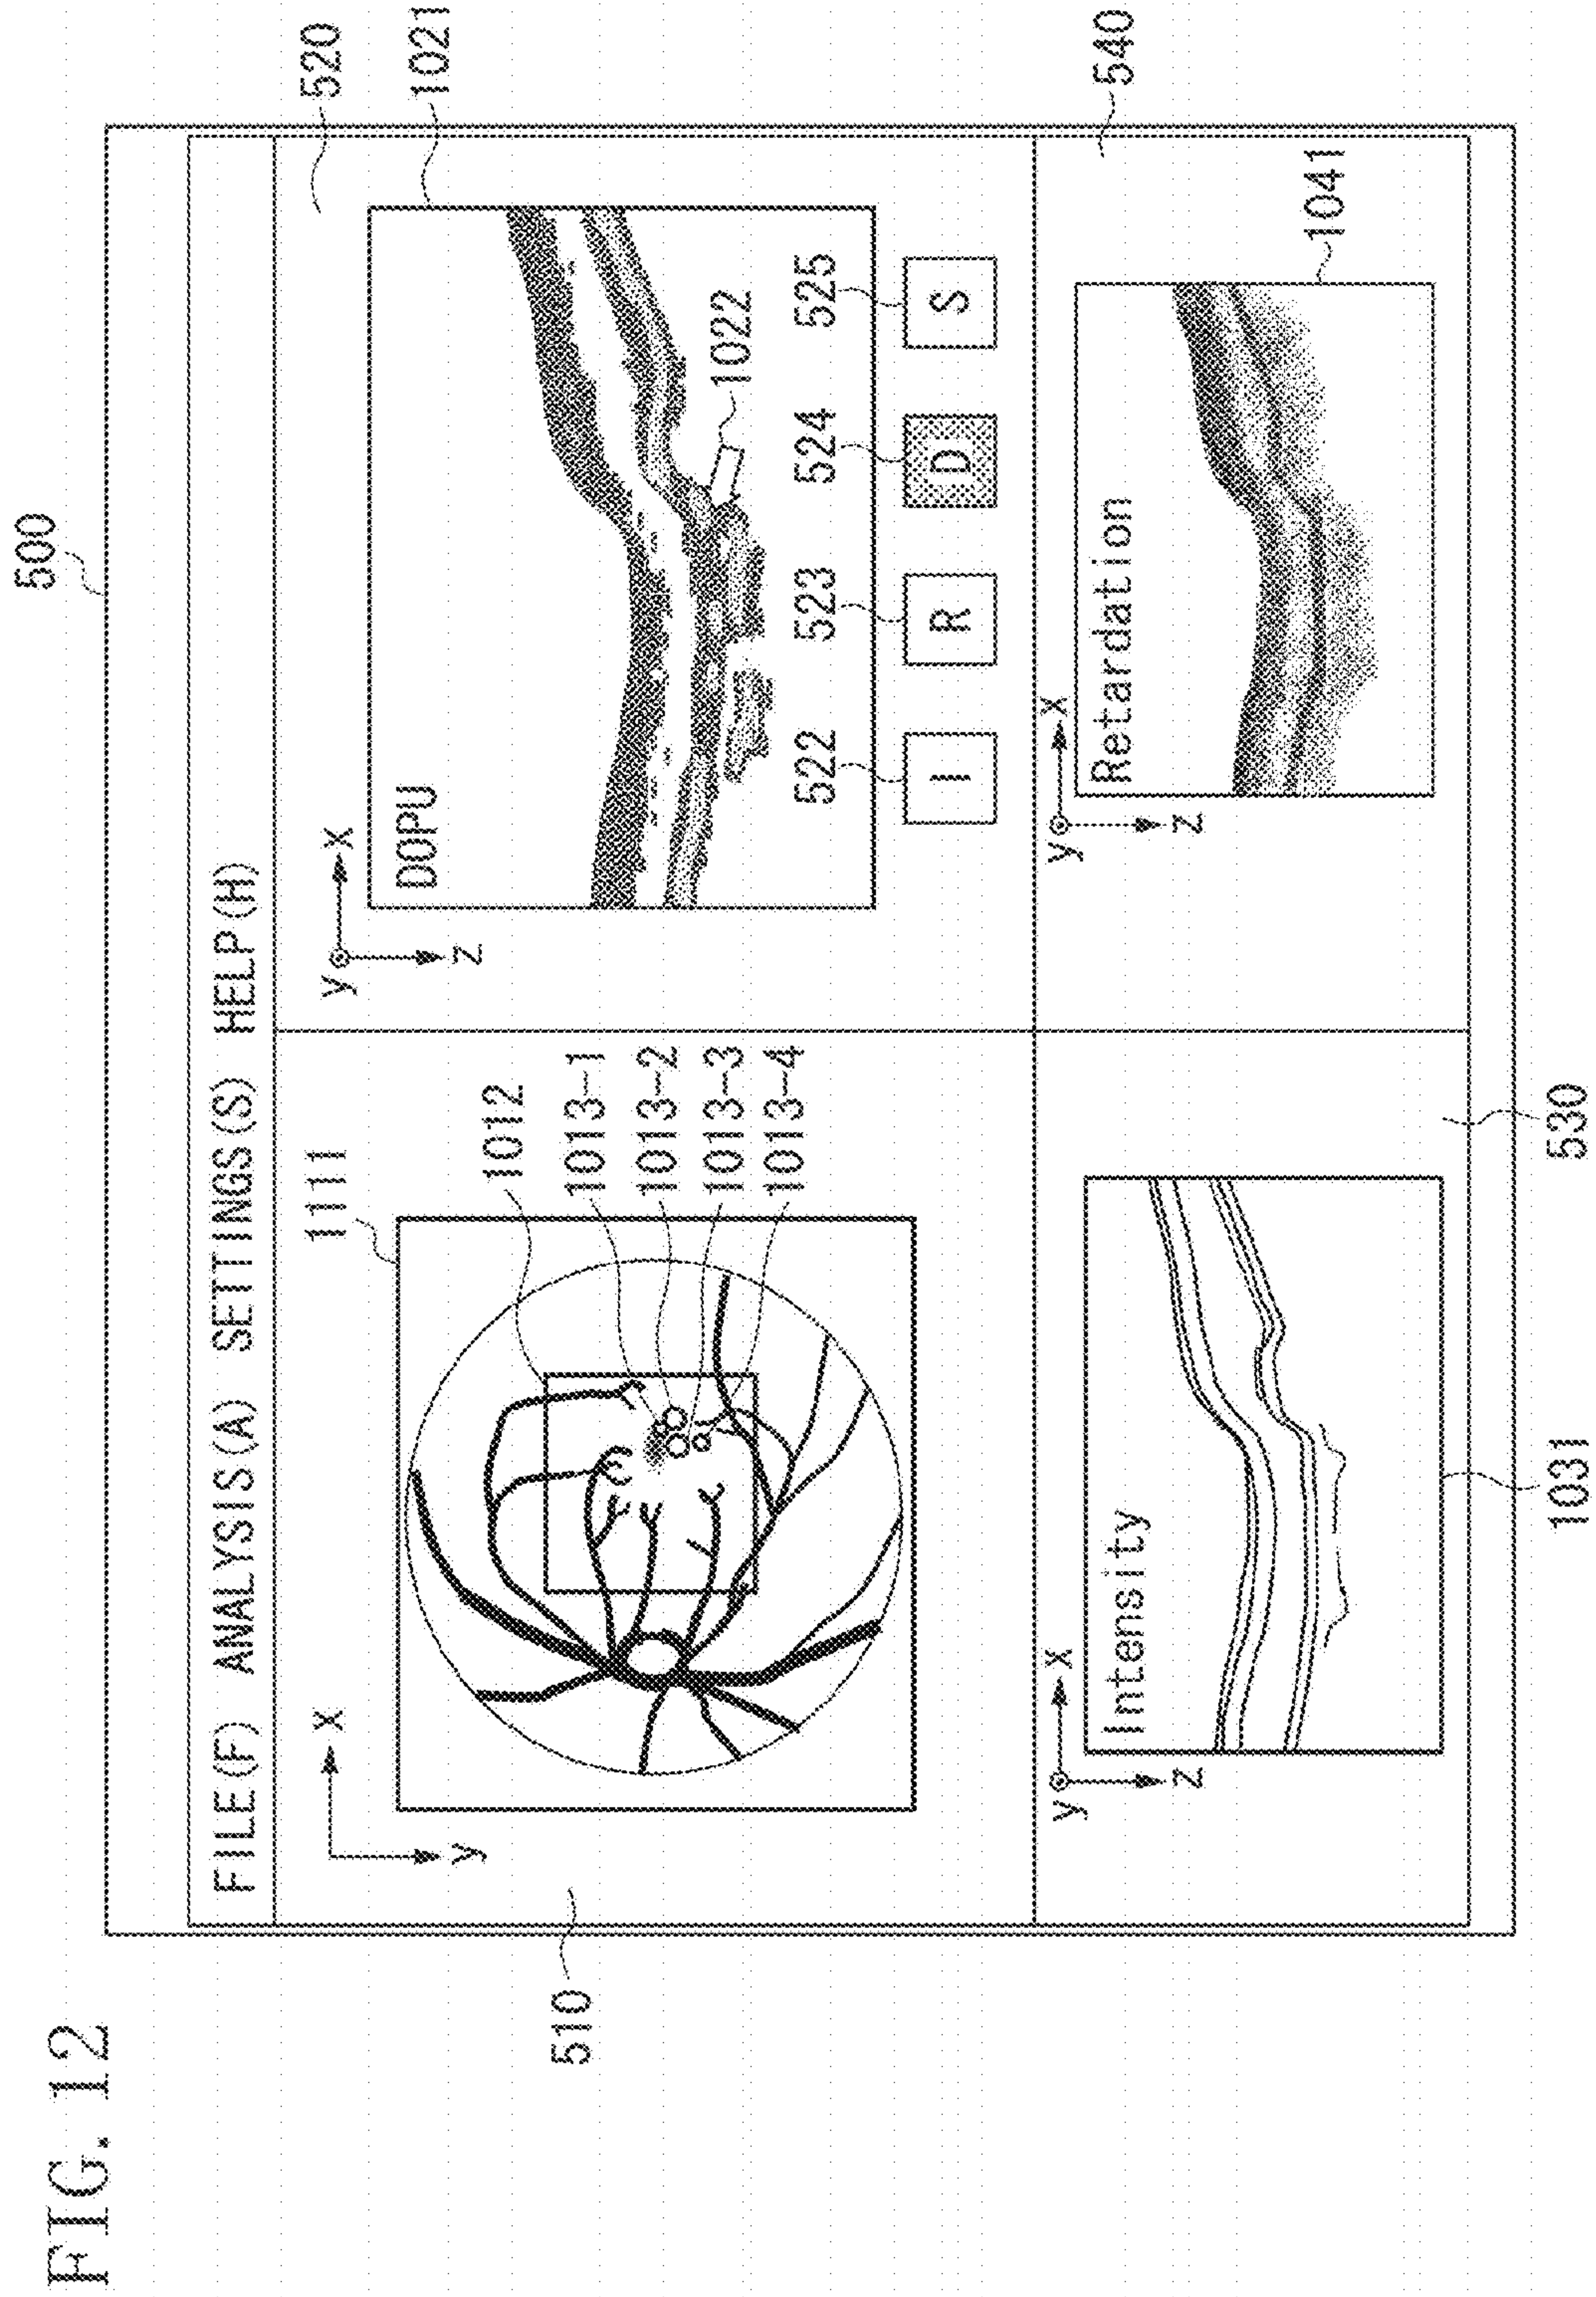 FIG. 12
500
FILE(F) ANALYSIS(A) SETTINGS(S) HELP(H)
510
x
y
1111
1012
1013-1
1013-2
1013-3
1013-4
520
1021
y
x
z
DOPU
1022
522
523
524
525
I
R
D
S
y
x
z
Intensity
1031
530
y
x
z
Retardation
540
1041